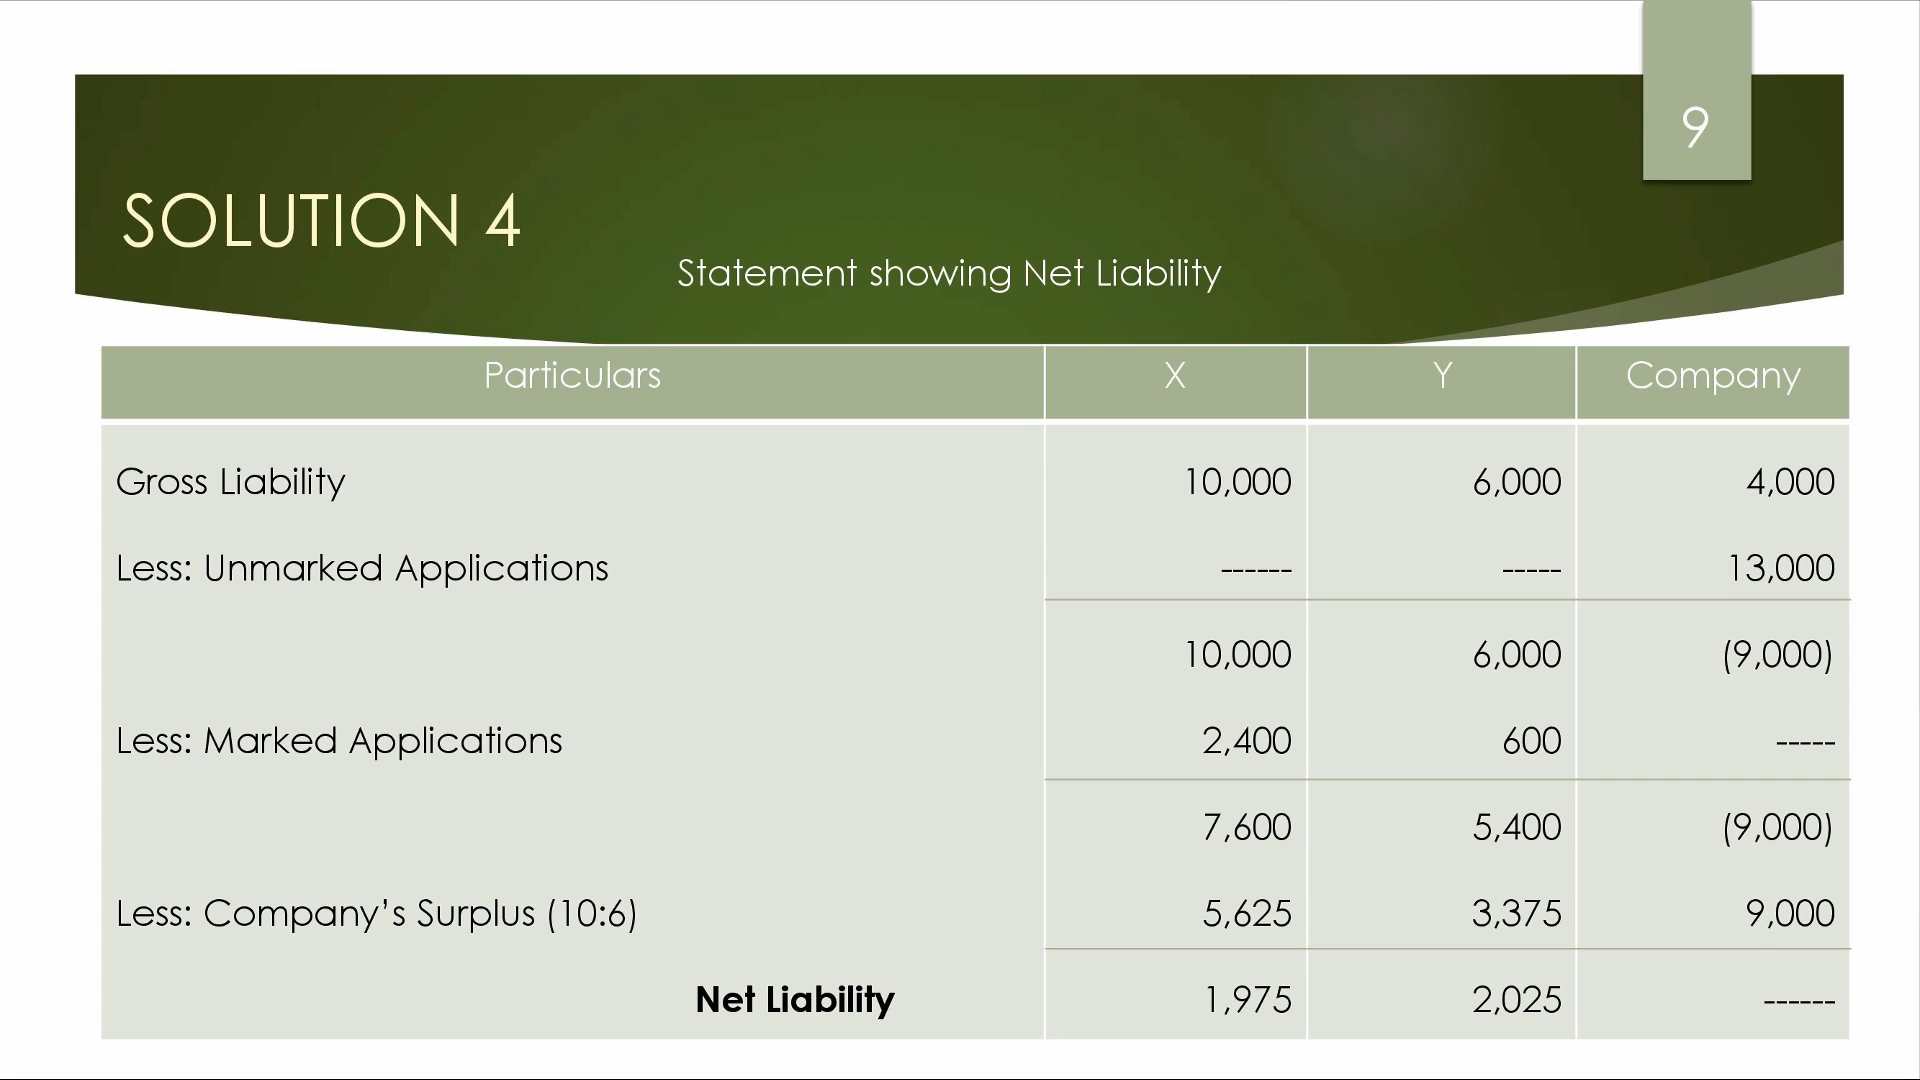 9
SOLUTION 4
Statement showing Net Liability
Particulars X Y Company
Gross Liability 10,000 6,000 4,000
Less: Unmarked Applications ------ ----- 13,000
10,000 6,000 (9,000)
Less: Marked Applications 2,400 600 -----
7,600 5,400 (9,000)
Less: Company’s Surplus (10:6) 5,625 3,375 9,000
Net Liability 1,975 2,025 ------